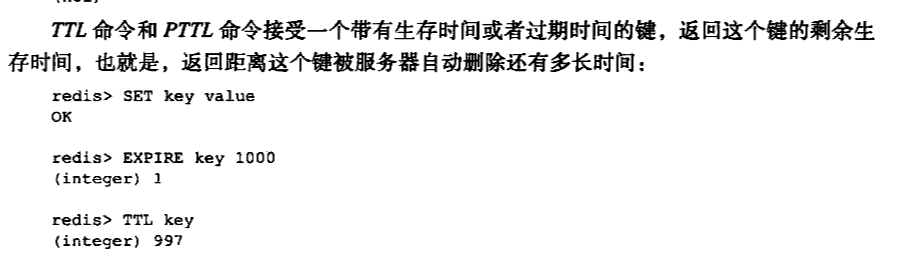 TTL 命令和 PTTL 命令接受一个带有生存时间或者过期时间的键，返回这个键的剩余生
存时间，也就是，返回距离这个键被服务器自动删除还有多长时间：
redis> SET key value
OK
redis> EXPIRE key 1000
(integer) 1
redis> TTL key
(integer) 997